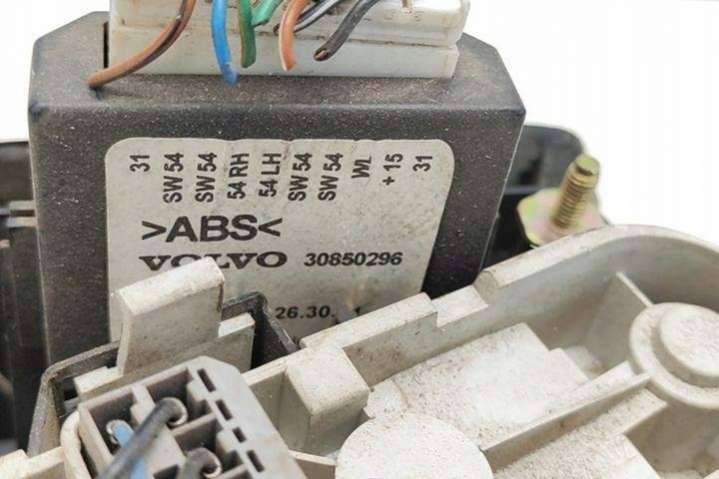 31 SW 54 SW 54 54 RH 54 LH SW 54 SW 54 WL +15 31
>ABS<
VOLVO 30850296
26.30.